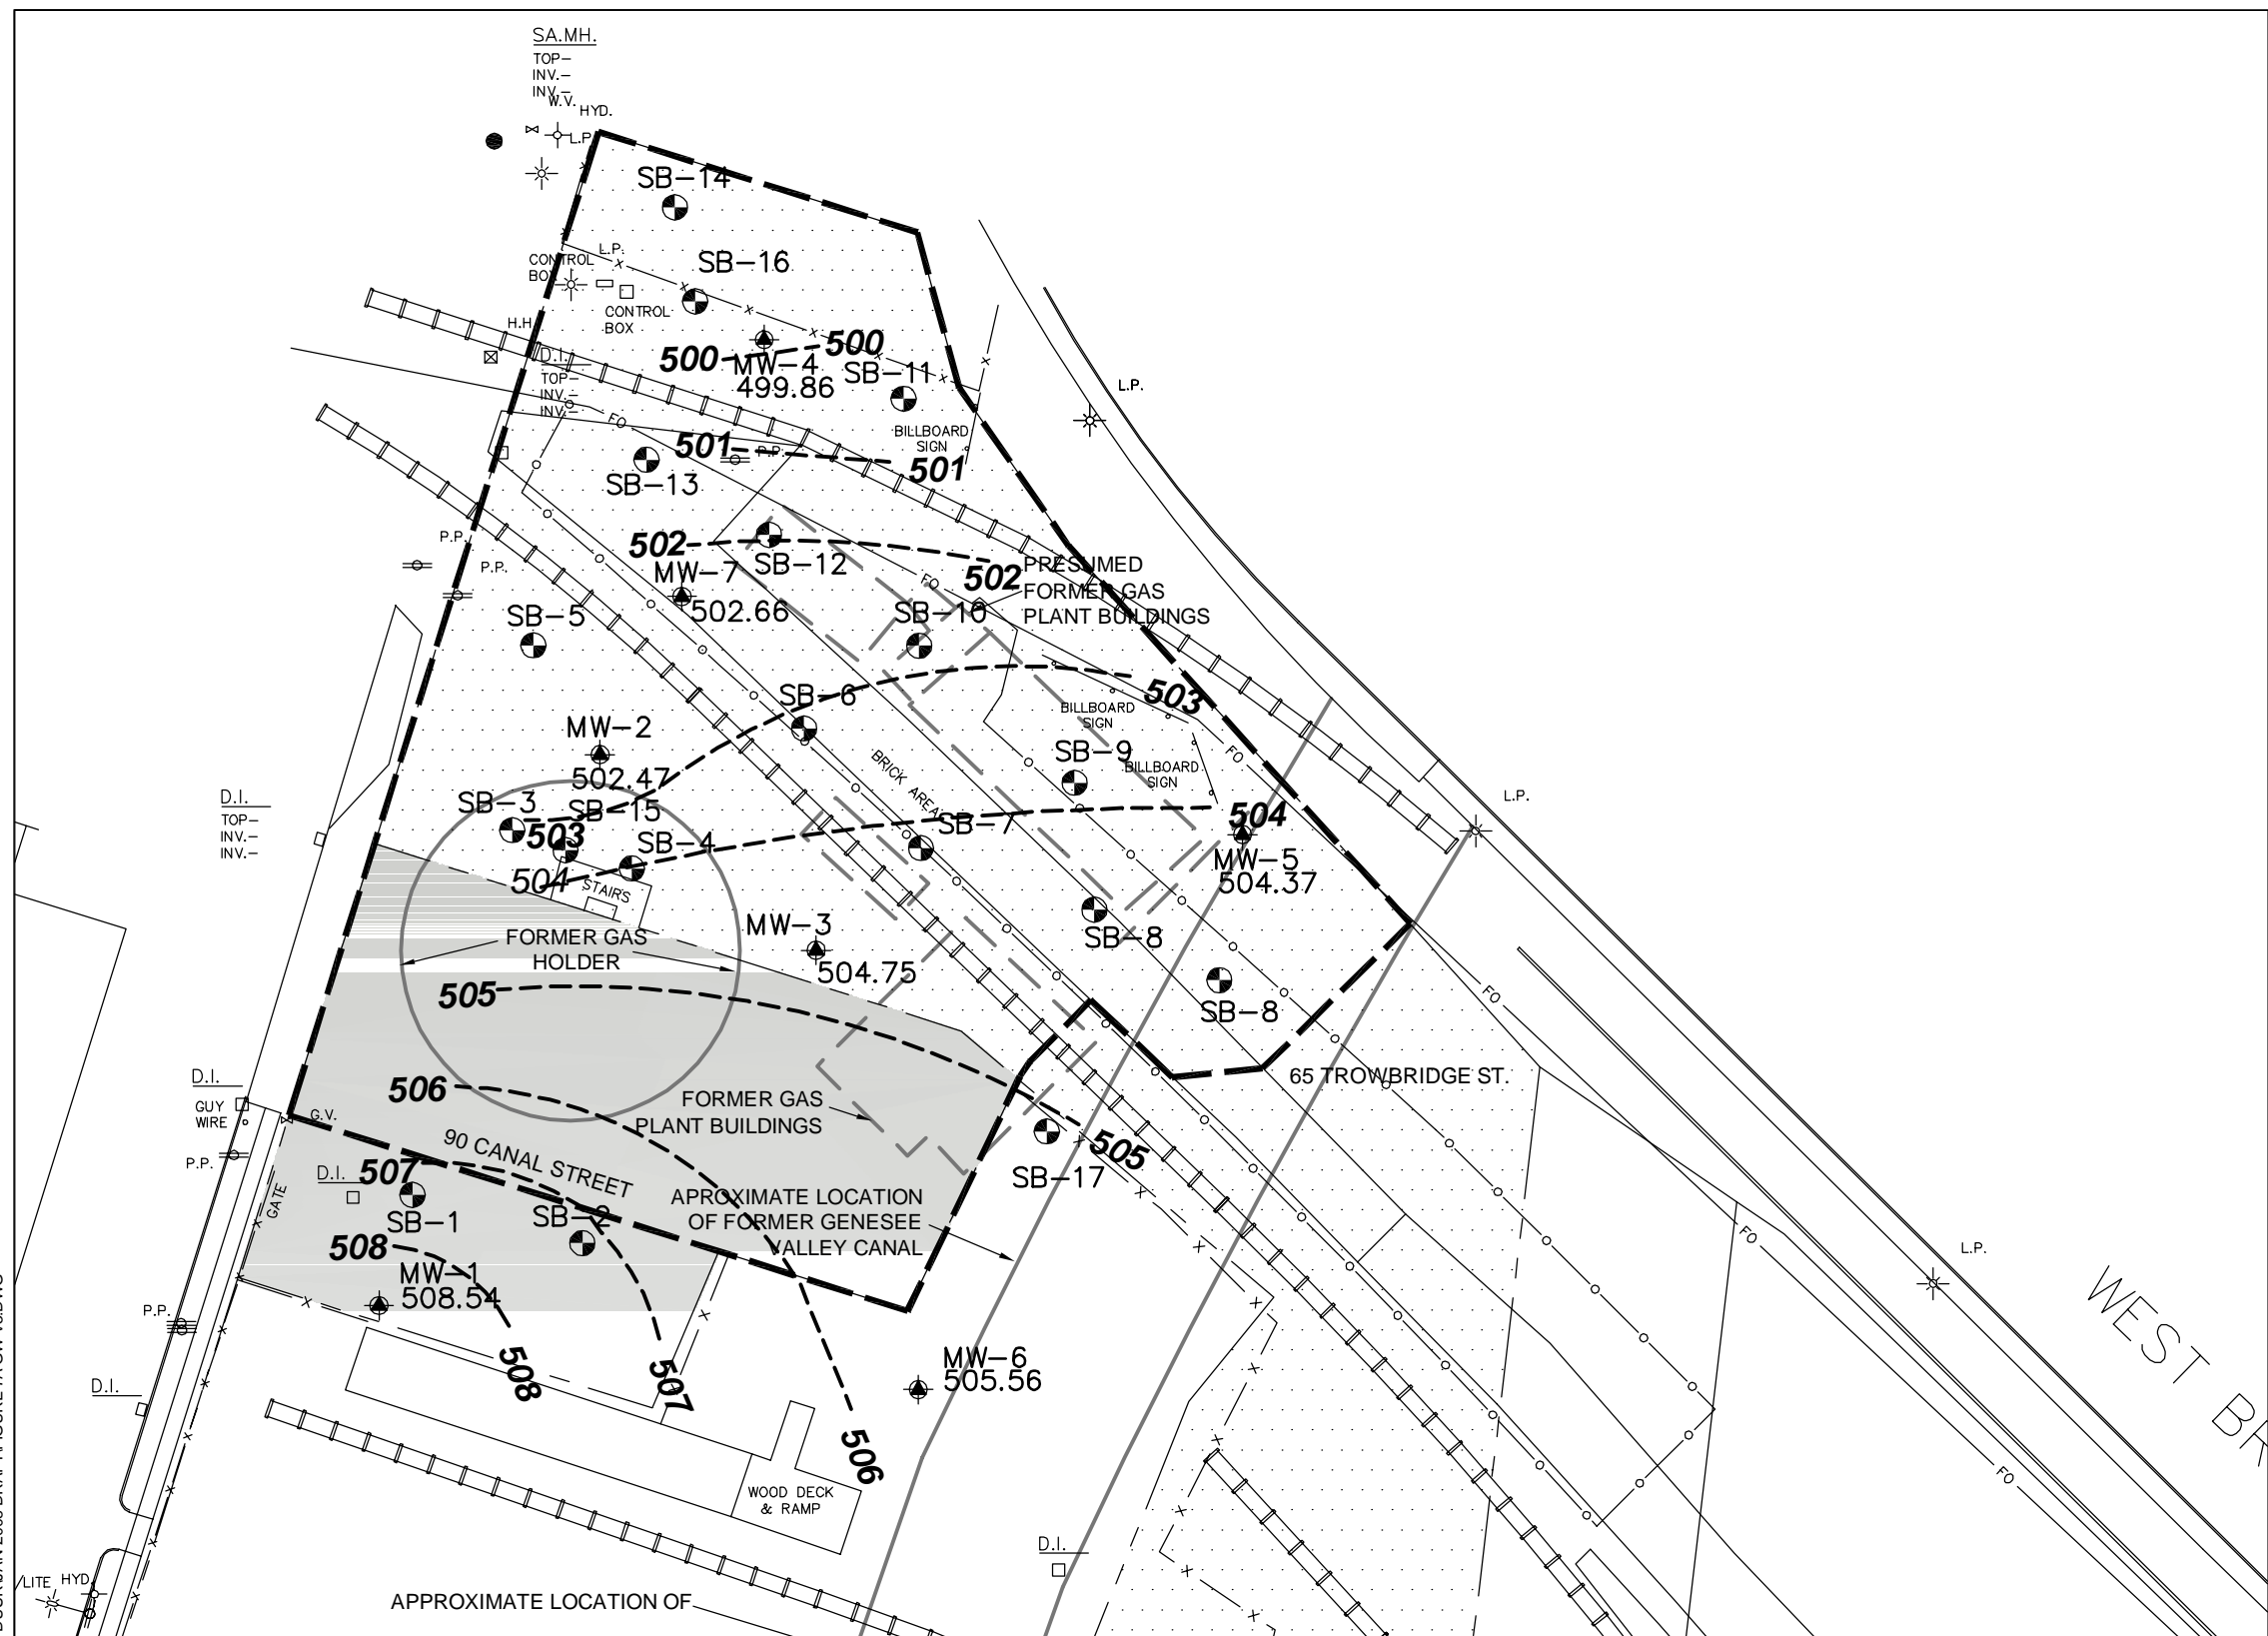 SA.MH.
TOP-
INV.-
INV.-
W.V.
HYD.
L.P.
SB-14
L.P.
CONTROL
BOX
SB-16
CONTROL
BOX
H.H.
500
500
MW-4
499.86
SB-11
D.I.
TOP-
INV.-
INV.-
L.P.
FO
501
P.P.
BILLBOARD
SIGN
501
SB-13
P.P.
502
SB-12
502
PRESUMED
FORMER GAS
PLANT BUILDINGS
P.P.
MW-7
502.66
FO
SB-10
SB-5
SB-6
503
BILLBOARD
SIGN
MW-2
502.47
BRICK AREA
SB-9
BILLBOARD
SIGN
FO
D.I.
TOP-
INV.-
INV.-
SB-3
SB-15
503
SB-4
SB-7
504
L.P.
504
STAIRS
MW-5
504.37
MW-3
504.75
SB-8
FORMER GAS
HOLDER
505
SB-8
FO
D.I.
GUY
WIRE
G.V.
506
FORMER GAS
PLANT BUILDINGS
65 TROWBRIDGE ST.
90 CANAL STREET
P.P.
GATE
D.I.
507
SB-1
SB-2
505
SB-17
APROXIMATE LOCATION
OF FORMER GENESEE
VALLEY CANAL
508
MW-1
508.54
P.P.
FO
L.P.
WEST BR
508
507
MW-6
505.56
D.I.
506
WOOD DECK
& RAMP
FO
D.I.
/LITE
HYD.
APPROXIMATE LOCATION OF